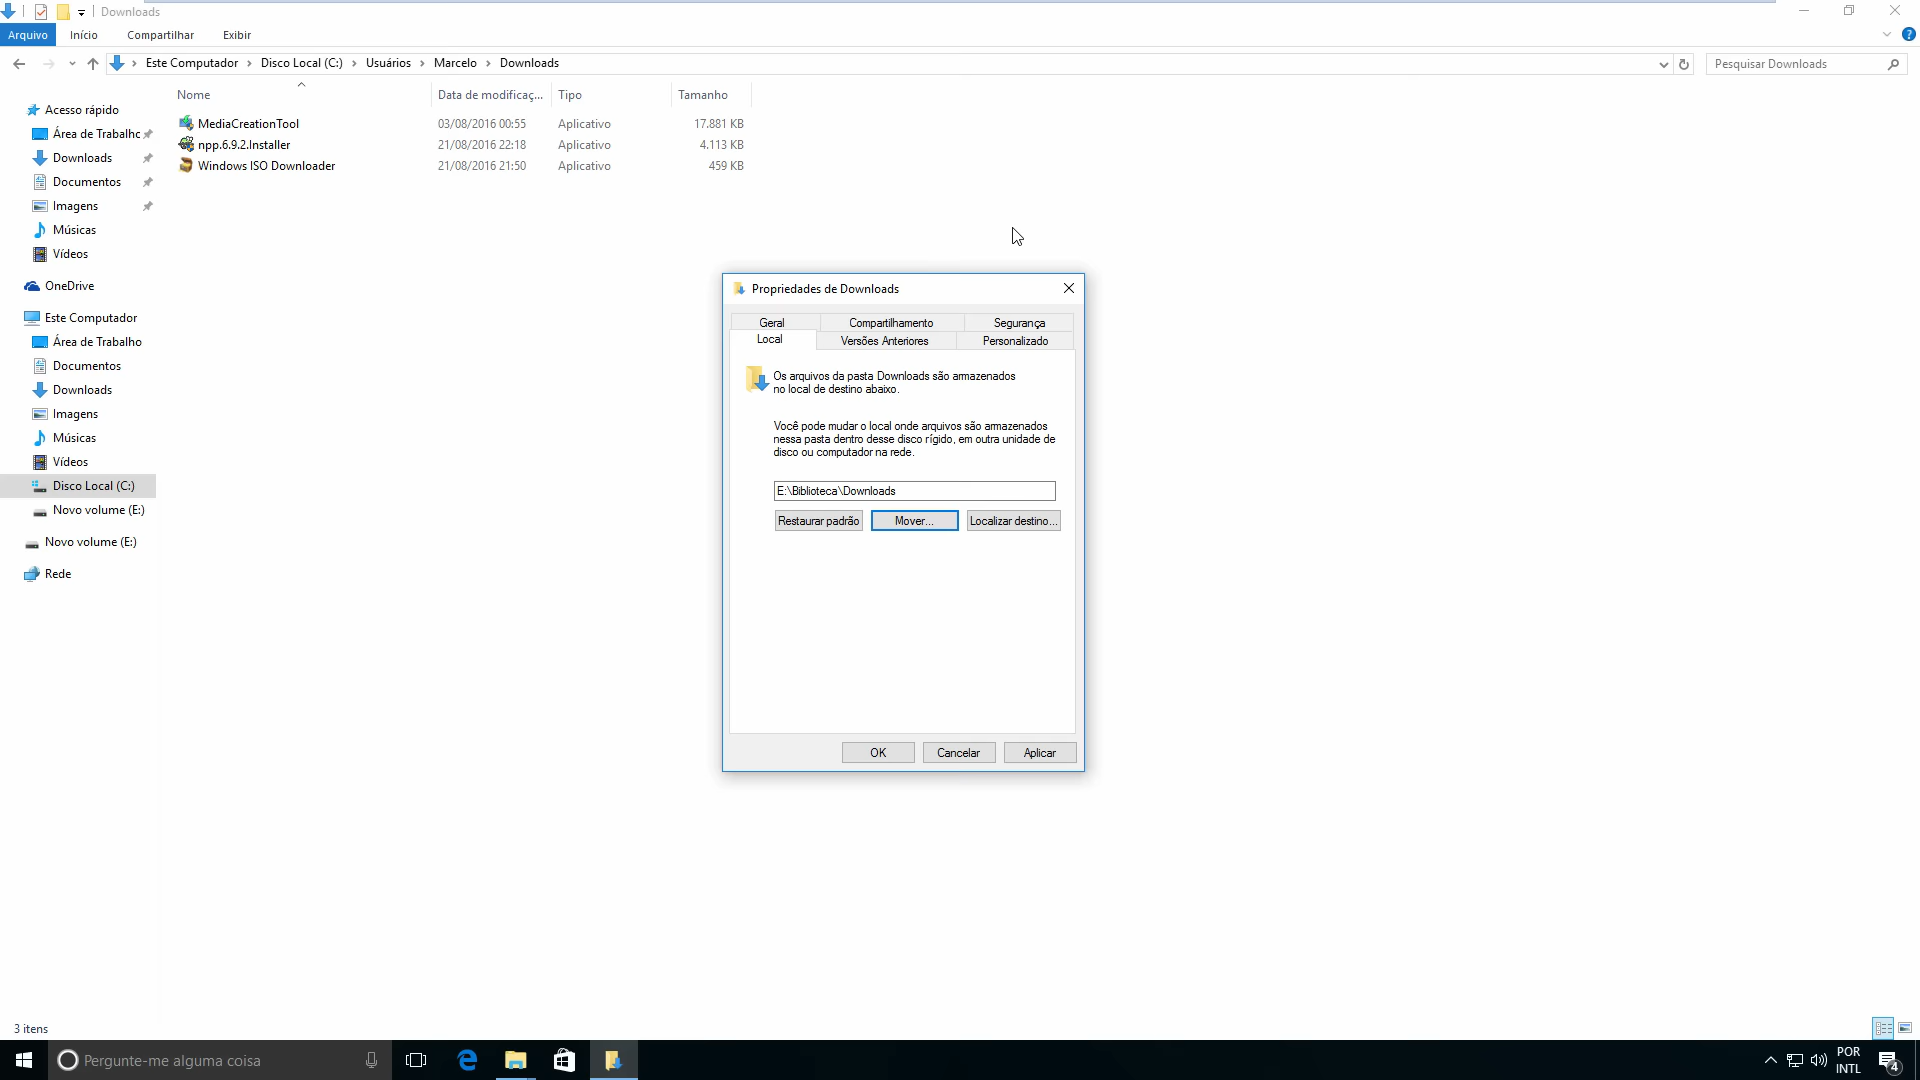 Downloads
Arquivo Início Compartilhar Exibir
Este Computador Disco Local (C:) Usuários Marcelo Downloads
Pesquisar Downloads
Nome Data de modificaç... Tipo Tamanho
MediaCreationTool 03/08/2016 00:55 Aplicativo 17.881 KB
npp.6.9.2.Installer 21/08/2016 22:18 Aplicativo 4.113 KB
Windows ISO Downloader 21/08/2016 21:50 Aplicativo 459 KB
Acesso rápido
Área de Trabalho
Downloads
Documentos
Imagens
Músicas
Vídeos
OneDrive
Este Computador
Área de Trabalho
Documentos
Downloads
Imagens
Músicas
Vídeos
Disco Local (C:)
Novo volume (E:)
Novo volume (E:)
Rede
Propriedades de Downloads
Geral Compartilhamento Segurança
Local Versões Anteriores Personalizado
Os arquivos da pasta Downloads são armazenados
no local de destino abaixo.
Você pode mudar o local onde arquivos são armazenados
nessa pasta dentro desse disco rígido, em outra unidade de
disco ou computador na rede.
E:\Biblioteca\Downloads
Restaurar padrão Mover... Localizar destino...
OK Cancelar Aplicar
3 itens
Pergunte-me alguma coisa
POR
INTL
4